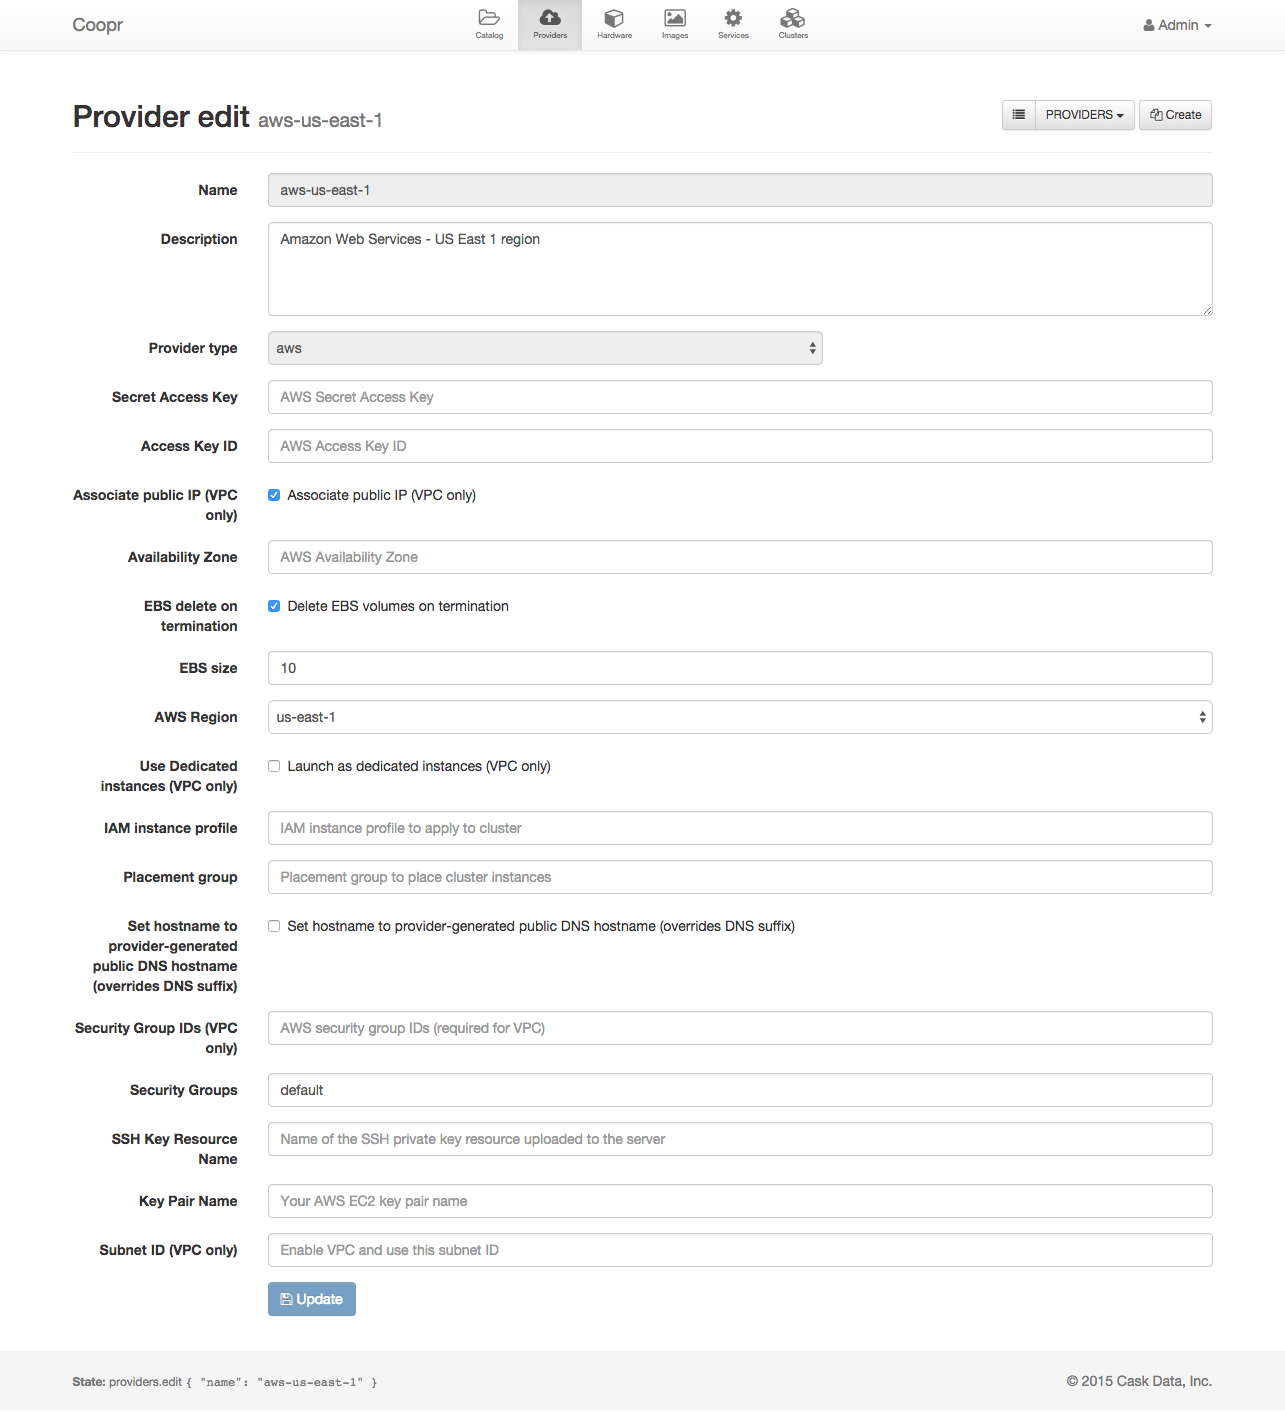 Coopr
Catalog
Providers
Hardware
Images
Services
Clusters
Admin
Provider edit aws-us-east-1
PROVIDERS
Create
Name
aws-us-east-1
Description
Amazon Web Services - US East 1 region
Provider type
aws
Secret Access Key
AWS Secret Access Key
Access Key ID
AWS Access Key ID
Associate public IP (VPC
only)
Associate public IP (VPC only)
Availability Zone
AWS Availability Zone
EBS delete on
termination
Delete EBS volumes on termination
EBS size
10
AWS Region
us-east-1
Use Dedicated
instances (VPC only)
Launch as dedicated instances (VPC only)
IAM instance profile
IAM instance profile to apply to cluster
Placement group
Placement group to place cluster instances
Set hostname to
provider-generated
public DNS hostname
(overrides DNS suffix)
Set hostname to provider-generated public DNS hostname (overrides DNS suffix)
Security Group IDs (VPC
only)
AWS security group IDs (required for VPC)
Security Groups
default
SSH Key Resource
Name
Name of the SSH private key resource uploaded to the server
Key Pair Name
Your AWS EC2 key pair name
Subnet ID (VPC only)
Enable VPC and use this subnet ID
Update
State: providers.edit { "name": "aws-us-east-1" }
© 2015 Cask Data, Inc.